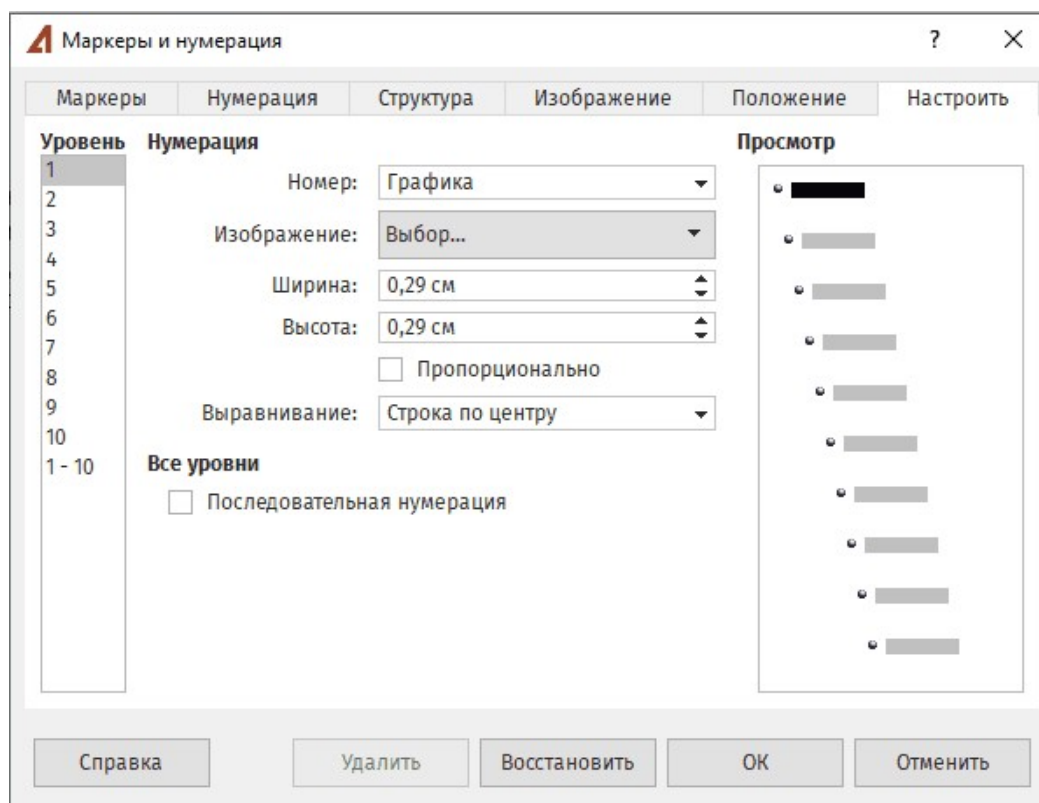 Маркеры и нумерация ?
Маркеры Нумерация Структура Изображение Положение Настроить
Уровень
1
2
3
4
5
6
7
8
9
10
1 - 10
Нумерация
Номер: Графика
Изображение: Выбор...
Ширина: 0,29 см
Высота: 0,29 см
Пропорционально
Выравнивание: Строка по центру
Все уровни
Последовательная нумерация
Просмотр
Справка Удалить Восстановить ОК Отменить